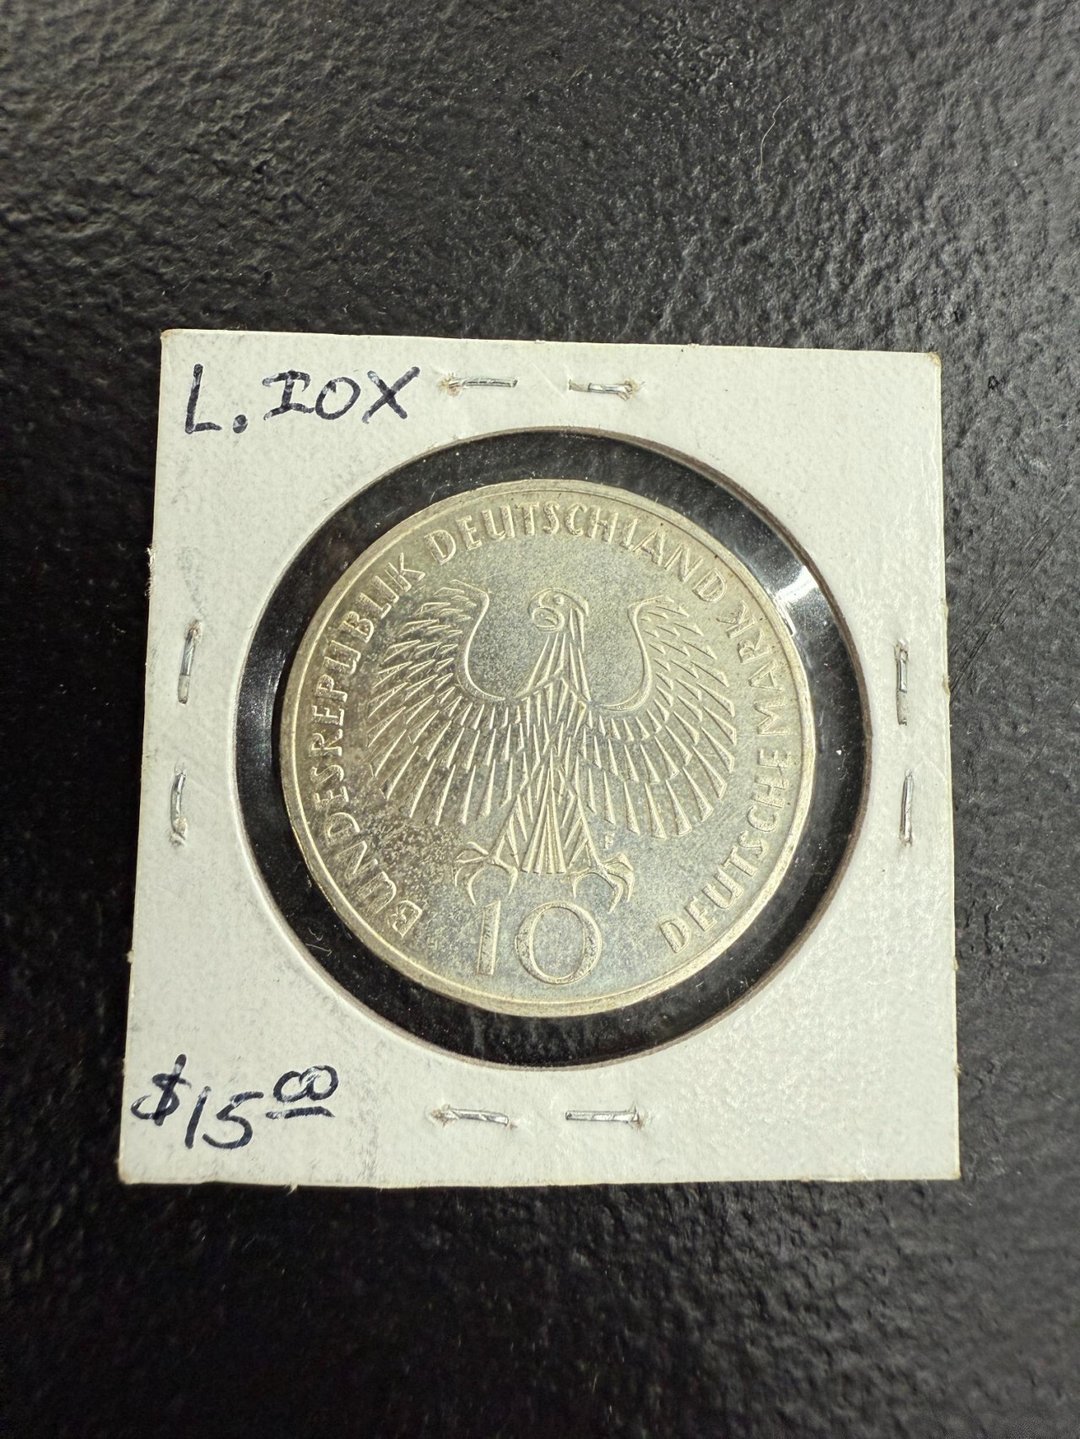 L. IOX
BUNDESREPUBLIK DEUTSCHLAND
DEUTSCHE MARK
F
10
$15.00